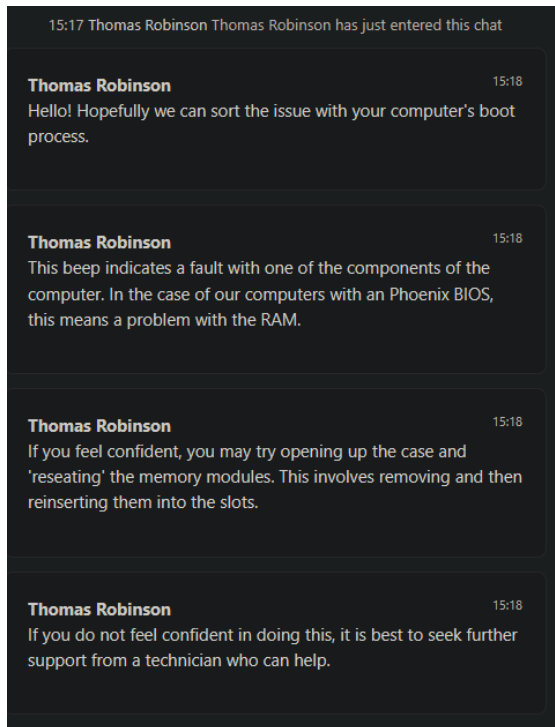 15:17 Thomas Robinson Thomas Robinson has just entered this chat
Thomas Robinson 15:18
Hello! Hopefully we can sort the issue with your computer's boot
process.
Thomas Robinson 15:18
This beep indicates a fault with one of the components of the
computer. In the case of our computers with an Phoenix BIOS,
this means a problem with the RAM.
Thomas Robinson 15:18
If you feel confident, you may try opening up the case and
'reseating' the memory modules. This involves removing and then
reinserting them into the slots.
Thomas Robinson 15:18
If you do not feel confident in doing this, it is best to seek further
support from a technician who can help.